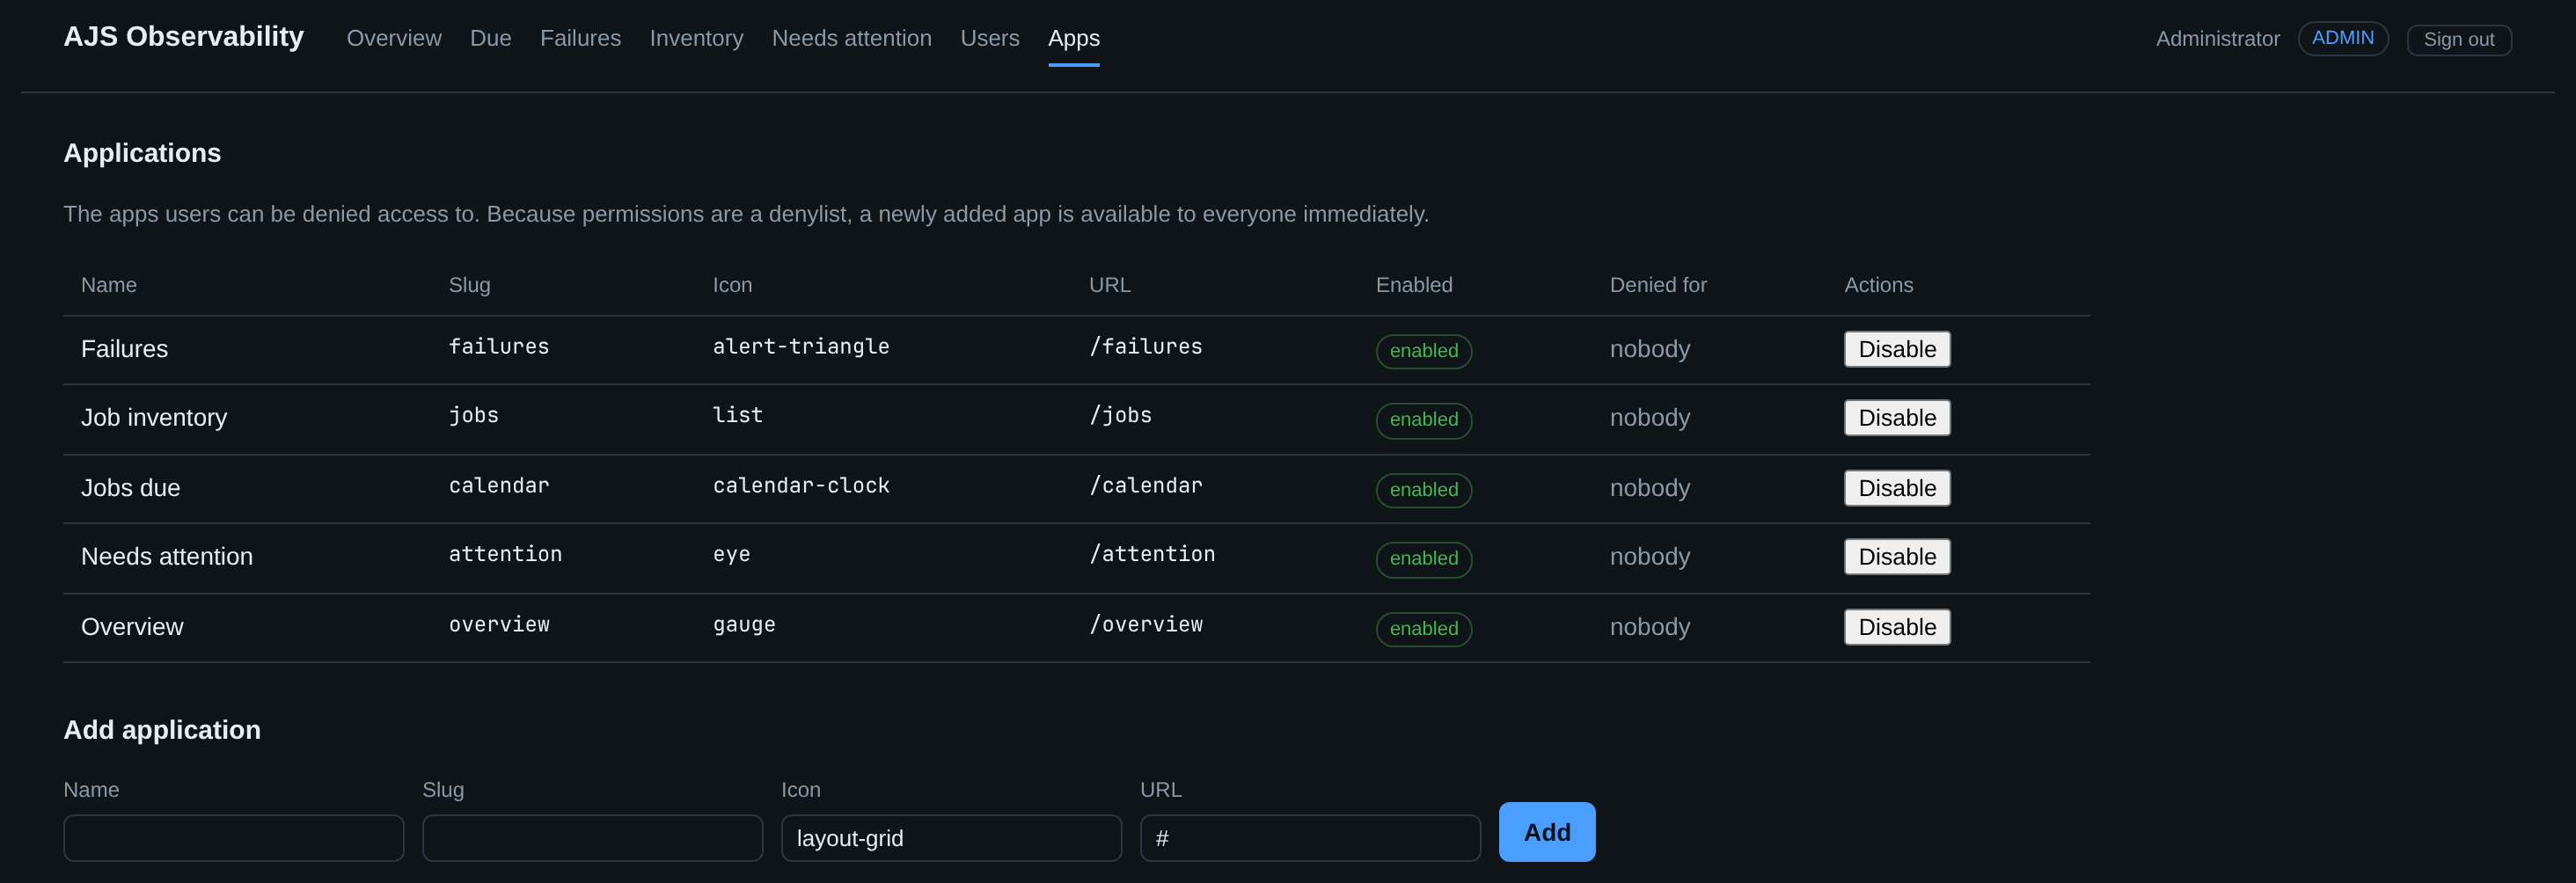 AJS Observability Overview Due Failures Inventory Needs attention Users Apps Administrator ADMIN Sign out
Applications
The apps users can be denied access to. Because permissions are a denylist, a newly added app is available to everyone immediately.
Name Slug Icon URL Enabled Denied for Actions
Failures failures alert-triangle /failures enabled nobody Disable
Job inventory jobs list /jobs enabled nobody Disable
Jobs due calendar calendar-clock /calendar enabled nobody Disable
Needs attention attention eye /attention enabled nobody Disable
Overview overview gauge /overview enabled nobody Disable
Add application
Name Slug Icon URL
layout-grid # Add